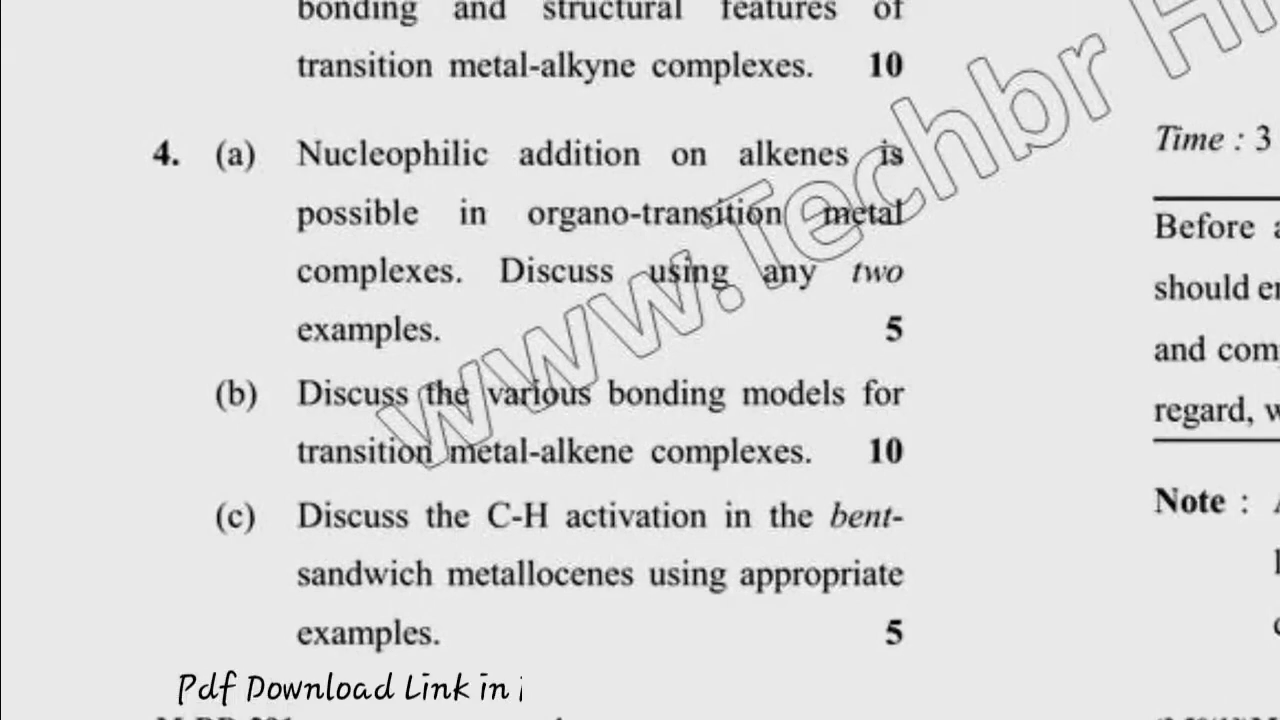 bonding and structural features of
transition metal-alkyne complexes. 10
4. (a) Nucleophilic addition on alkenes is
possible in organo-transition metal
complexes. Discuss using any two
examples. 5
(b) Discuss the various bonding models for
transition metal-alkene complexes. 10
(c) Discuss the C-H activation in the bent-
sandwich metallocenes using appropriate
examples. 5
Pdf Download Link in
www.Techbr
Time : 3
Before
should
and
regard,
Note :